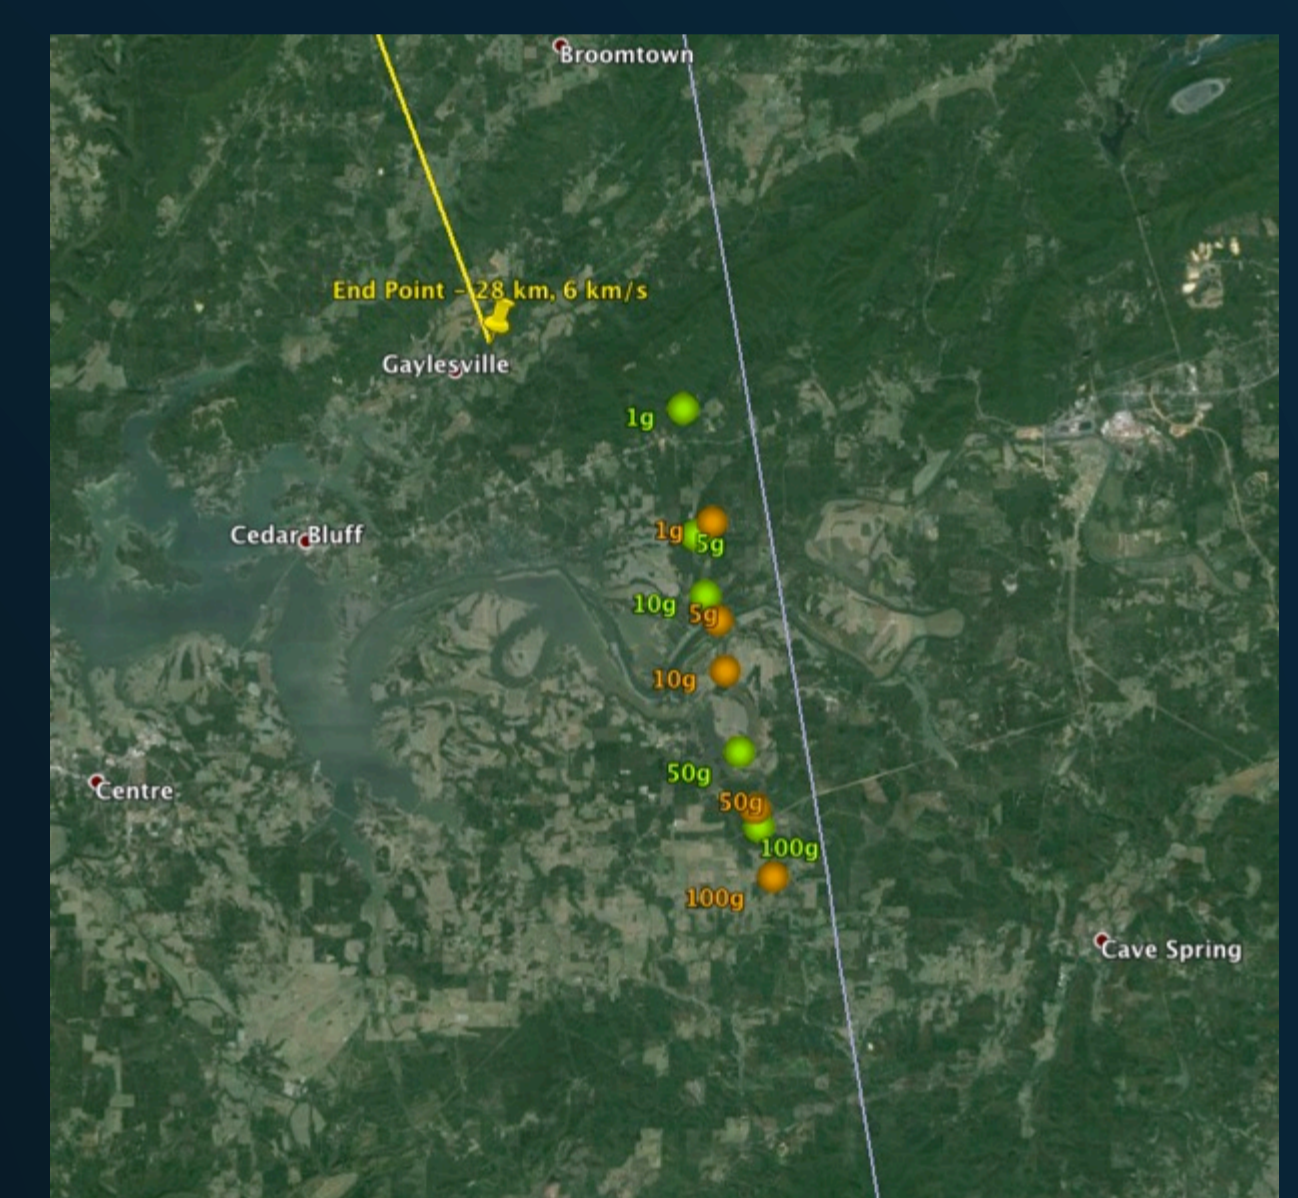 Broomtown
End Point - 28 km, 6 km/s
Gaylesville
1g
1g
5g
Cedar Bluff
10g
5g
10g
50g
Centre
50g
100g
100g
Cave Spring